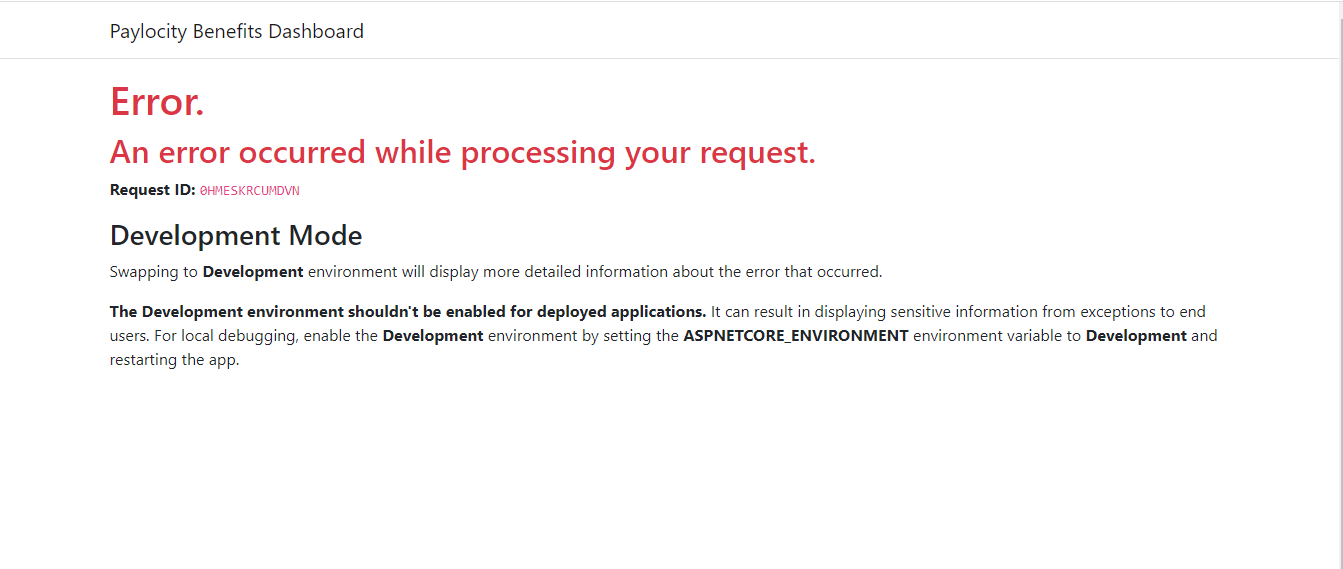 Paylocity Benefits Dashboard
Error.
An error occurred while processing your request.
Request ID: 0HMESKRCUMDVN
Development Mode
Swapping to Development environment will display more detailed information about the error that occurred.
The Development environment shouldn't be enabled for deployed applications. It can result in displaying sensitive information from exceptions to end
users. For local debugging, enable the Development environment by setting the ASPNETCORE_ENVIRONMENT environment variable to Development and
restarting the app.